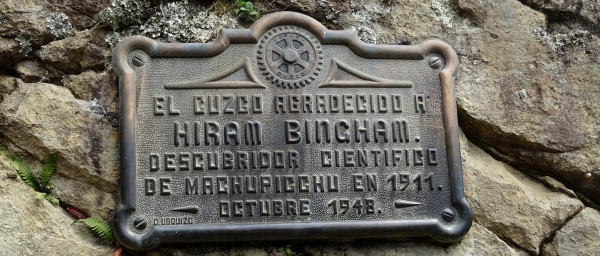 EL CUZCO AGRADECIDO A
HIRAM BINGHAM.
DESCUBRIDOR CIENTIFICO
DE MACHUPICCHU EN 1911.
OCTUBRE 1948.